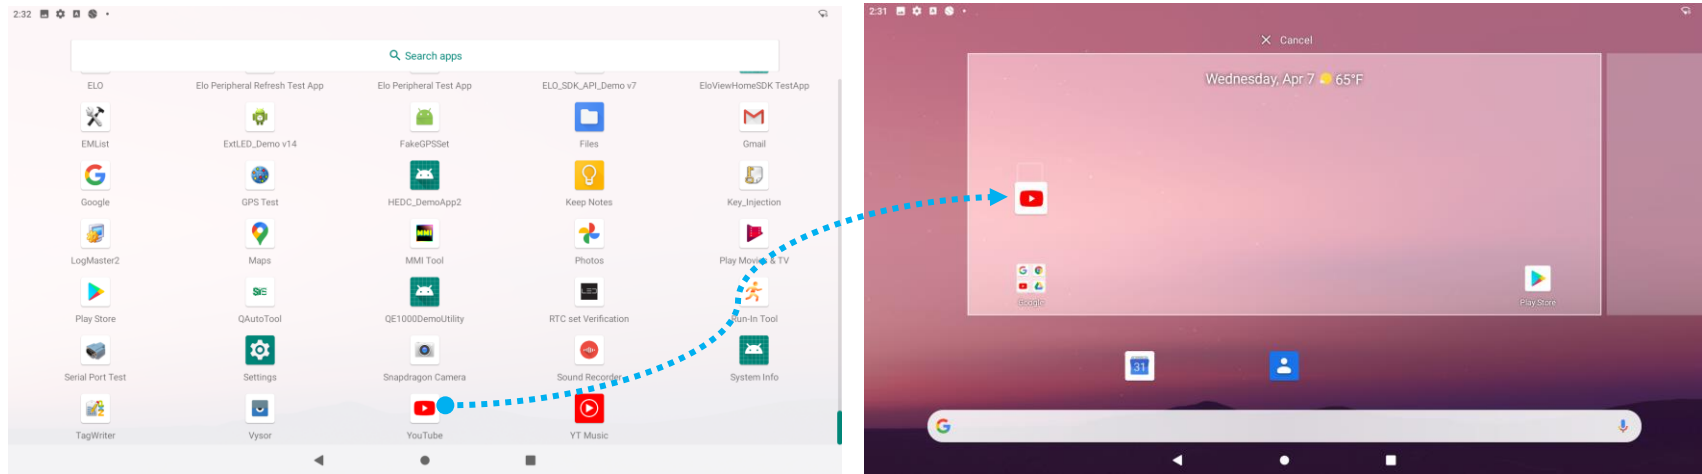 2:32
Search apps
ELO Elo Peripheral Refresh Test App Elo Peripheral Test App ELO_SDK_API_Demo v7 EloViewHomeSDK TestApp
EMList ExtLED_Demo v14 FakeGPSSet Files Gmail
Google GPS Test HEDC_DemoApp2 Keep Notes Key_Injection
LogMaster2 Maps MMI Tool Photos Play Movies & TV
Play Store QAutoTool QE1000DemoUtility RTC set Verification Run-In Tool
Serial Port Test Settings Snapdragon Camera Sound Recorder System Info
TagWriter Vysor YouTube YT Music
2:31
Cancel
Wednesday, Apr 7 65°F
Google Play Store
31